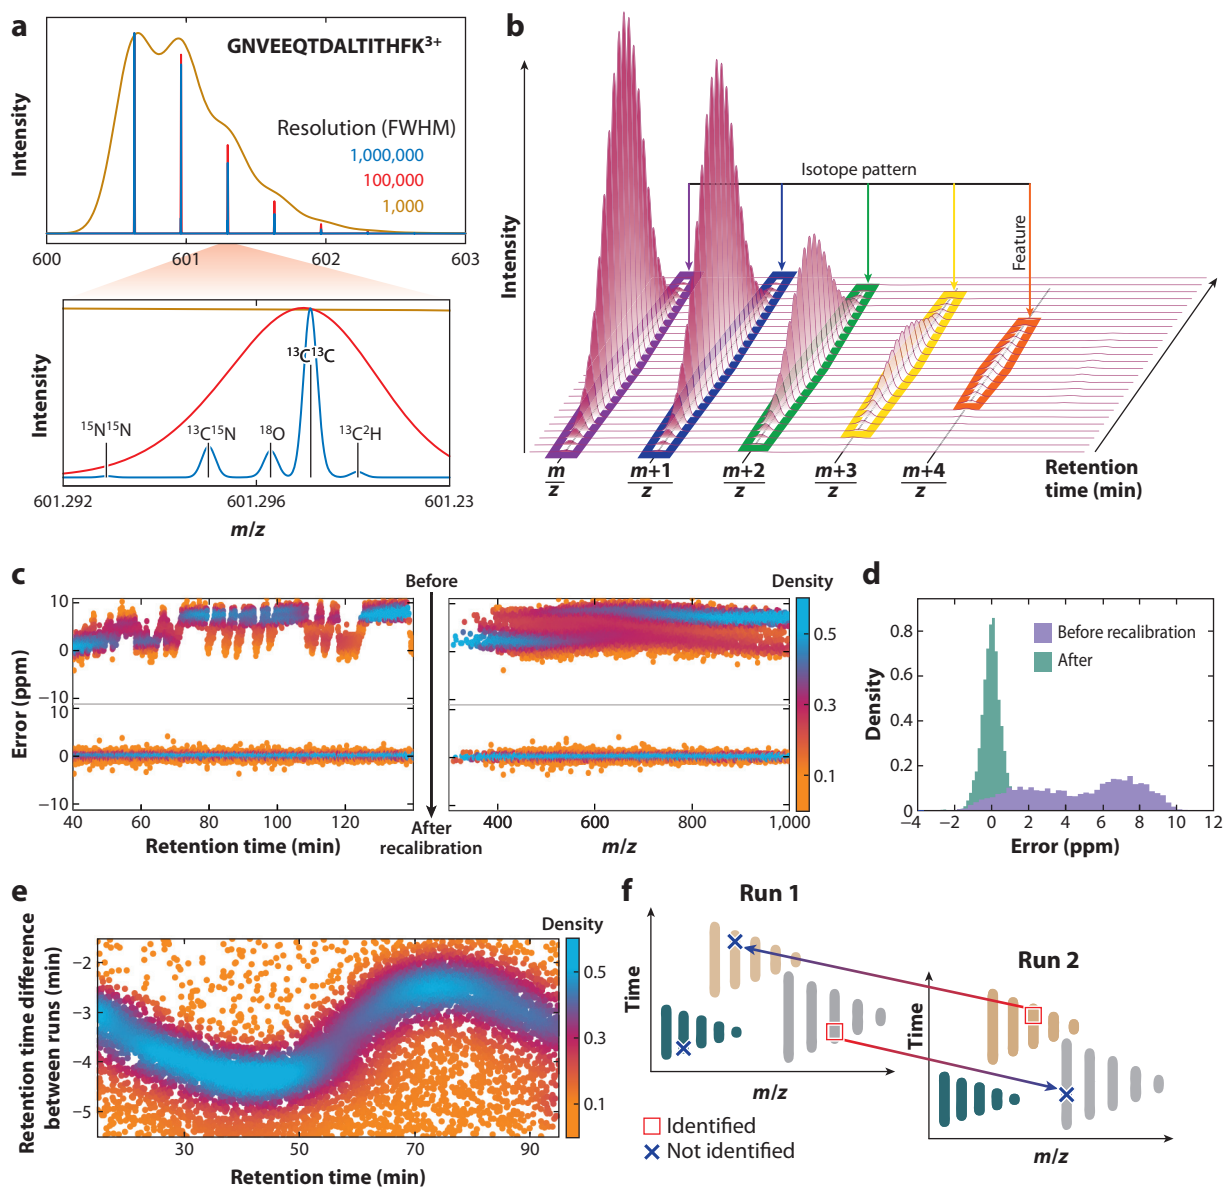 a
GNVEEQTDALTITHFK³⁺
Intensity
Resolution (FWHM)
1,000,000
100,000
1,000
600
601
602
603
Intensity
¹³C¹³C
¹⁵N¹⁵N
¹³C¹⁵N
¹⁸O
¹³C²H
601.292
601.296
601.23
m/z
b
Intensity
Isotope pattern
Feature
m/z
m+1/z
m+2/z
m+3/z
m+4/z
Retention
time (min)
c
Before
Density
Error (ppm)
10
0
−10
10
0
−10
0.5
0.3
0.1
40
60
80
100
120
Retention time (min)
After
recalibration
400
600
800
1,000
m/z
d
Density
0.8
0.6
0.4
0.2
0
Before recalibration
After
−4
−2
0
2
4
6
8
10
12
Error (ppm)
e
Retention time difference
between runs (min)
−2
−3
−4
−5
Density
0.5
0.3
0.1
30
50
70
90
Retention time (min)
f
Run 1
Time
m/z
Run 2
Time
m/z
Identified
Not identified